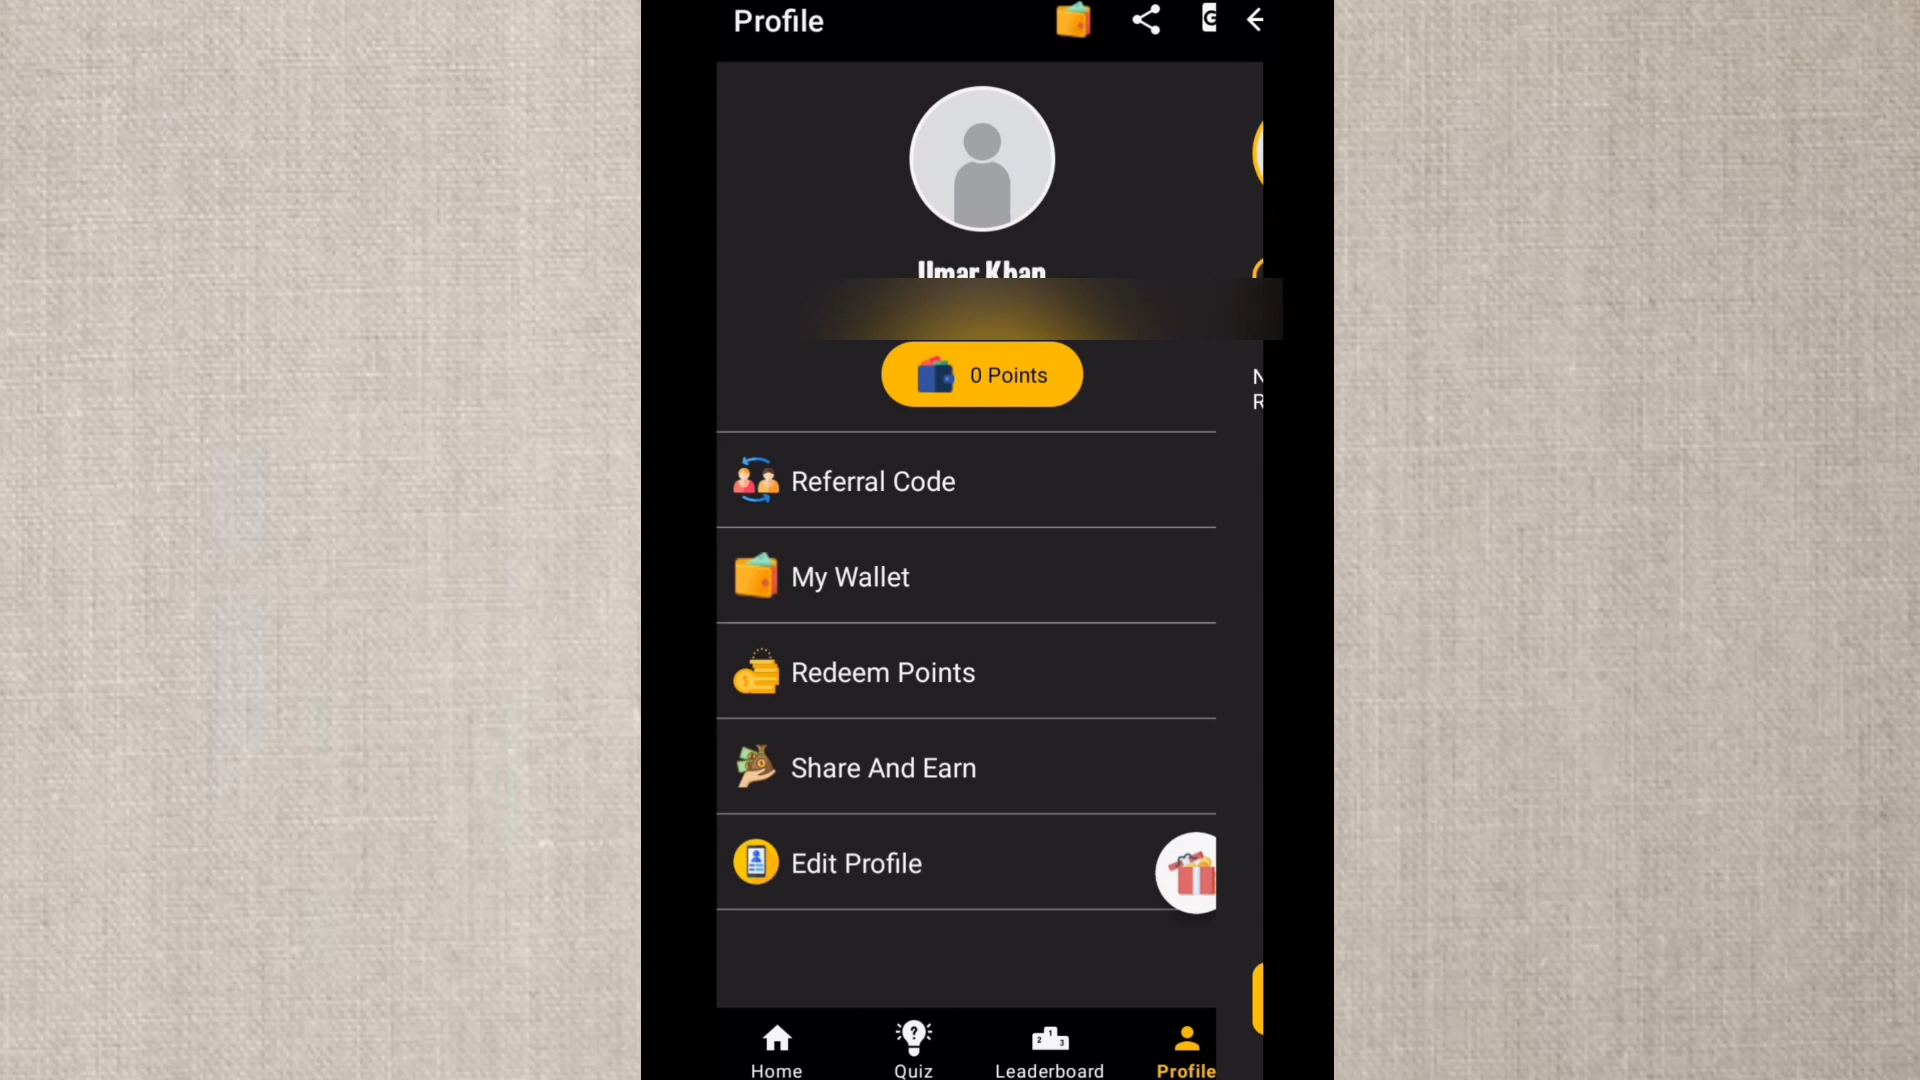 Profile
Umar Khan
0 Points
Referral Code
My Wallet
Redeem Points
Share And Earn
Edit Profile
Home
Quiz
Leaderboard
Profile